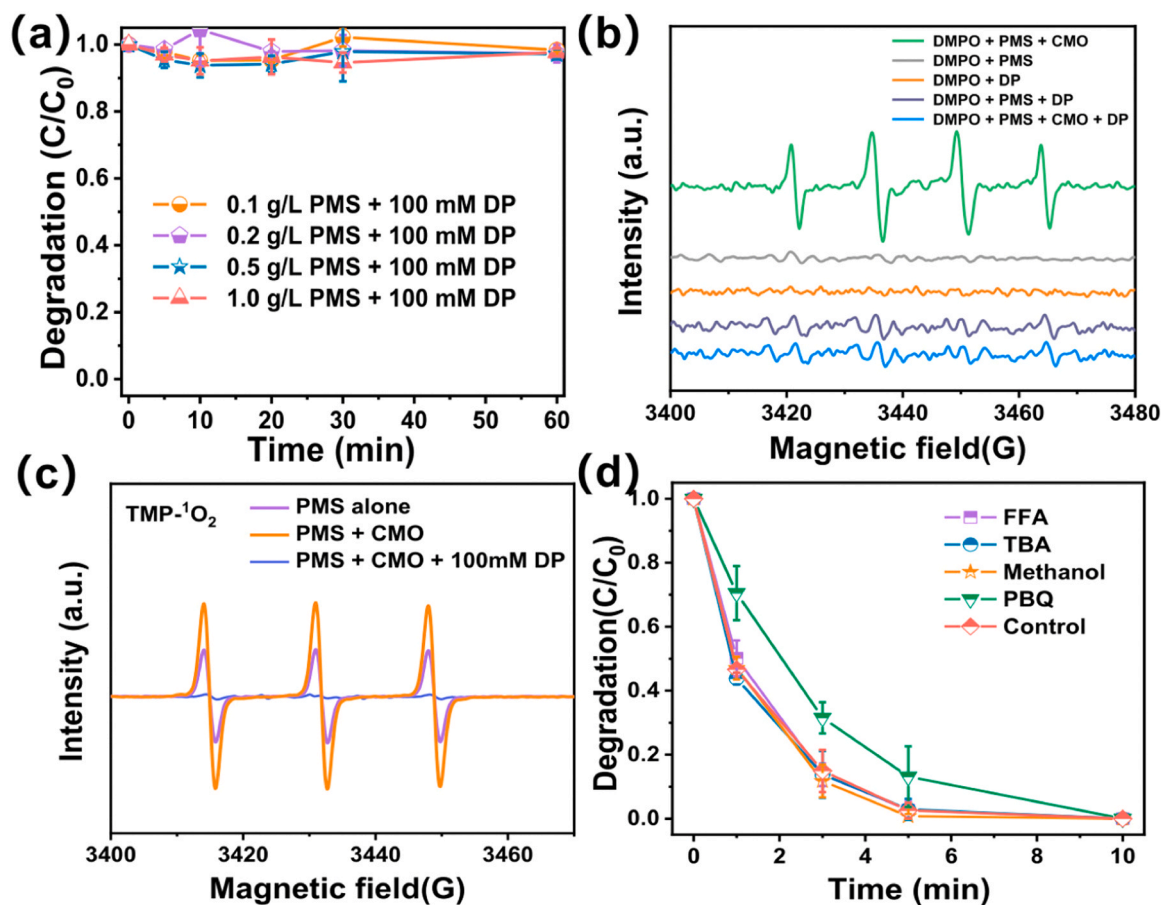 (a)
Degradation (C/C₀)
1.0
0.8
0.6
0.4
0.2
0.0
0.1 g/L PMS + 100 mM DP
0.2 g/L PMS + 100 mM DP
0.5 g/L PMS + 100 mM DP
1.0 g/L PMS + 100 mM DP
0 10 20 30 40 50 60
Time (min)
(b)
Intensity (a.u.)
DMPO + PMS + CMO
DMPO + PMS
DMPO + DP
DMPO + PMS + DP
DMPO + PMS + CMO + DP
3400 3420 3440 3460 3480
Magnetic field(G)
(c)
Intensity (a.u.)
TMP-¹O₂
PMS alone
PMS + CMO
PMS + CMO + 100mM DP
3400 3420 3440 3460
Magnetic field(G)
(d)
Degradation(C/C₀)
1.0
0.8
0.6
0.4
0.2
0.0
FFA
TBA
Methanol
PBQ
Control
0 2 4 6 8 10
Time (min)